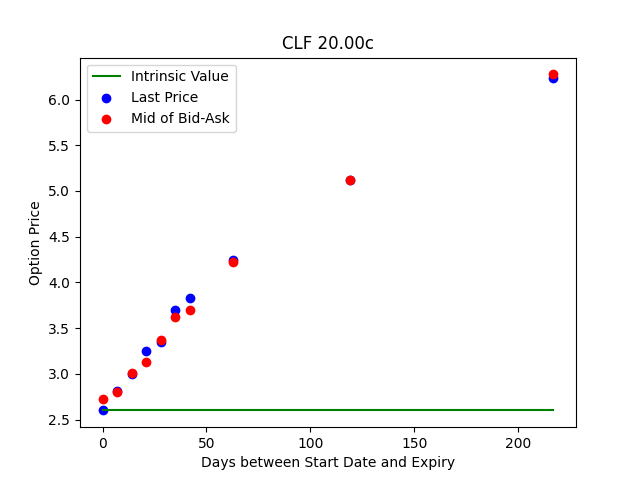 CLF 20.00c
Intrinsic Value
Last Price
Mid of Bid-Ask
Option Price
6.0
5.5
5.0
4.5
4.0
3.5
3.0
2.5
0
50
100
150
200
Days between Start Date and Expiry